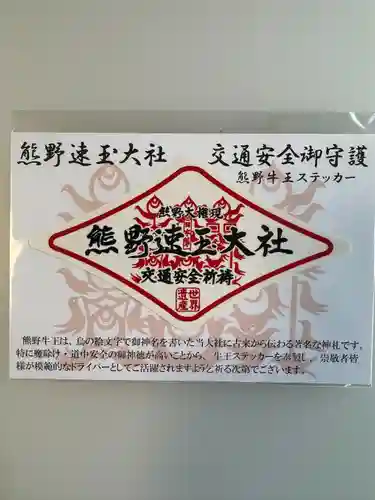 熊野速玉大社
交通安全御守護
熊野牛王ステッカー
熊野大権現
熊野速玉大社
交通安全祈祷
世界
遺産
熊野牛王は、烏の絵文字で御神名を書いた当大社に古来から伝わる著名な神札です。
特に魔除け・道中安全の御神徳が高いことから、牛王ステッカーを奉製し、崇敬者皆
様が模範的なドライバーとしてご活躍されますようと祈る次第でございます。